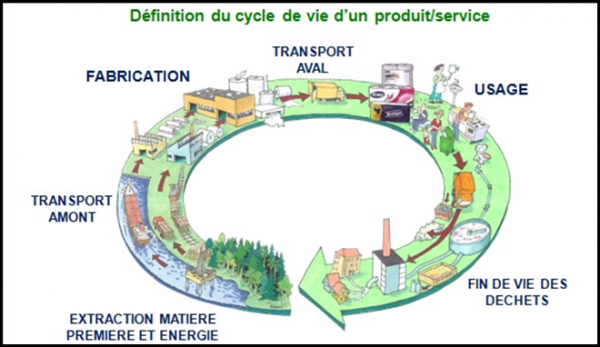 Définition du cycle de vie d'un produit/service
TRANSPORT
AVAL
FABRICATION
USAGE
TRANSPORT
AMONT
FIN DE VIE DES
DECHETS
EXTRACTION MATIERE
PREMIERE ET ENERGIE